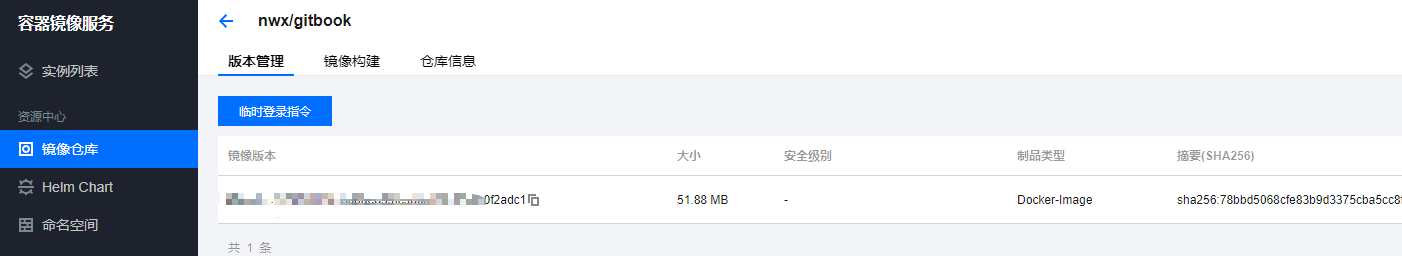 容器镜像服务
nwx/gitbook
实例列表
版本管理 镜像构建 仓库信息
资源中心
临时登录指令
镜像仓库
镜像版本 大小 安全级别 制品类型 摘要(SHA256)
Helm Chart
0f2adc1 51.88 MB - Docker-Image sha256:78bbd5068cfe83b9d3375cba5cc8f
命名空间
共 1 条